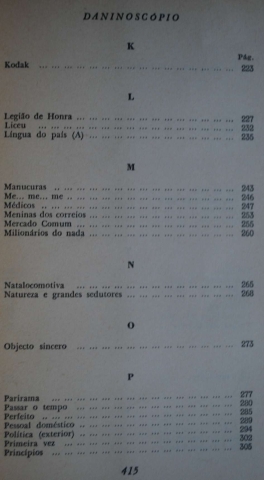 DANINOSCÓPIO
K
Pág.
Kodak ... 223
L
Legião de Honra ... 227
Liceu ... 232
Língua do país (A) ... 235
M
Manucuras ... 243
Me... me... me ... 246
Médicos ... 247
Meninas dos correios ... 253
Mercado Comum ... 255
Milionários do nada ... 260
N
Natalocomotiva ... 265
Natureza e grandes sedutores ... 268
O
Objecto sincero ... 273
P
Parirama ... 277
Passar o tempo ... 280
Perfeito ... 285
Pessoal doméstico ... 289
Política (exterior) ... 294
Primeira vez ... 302
Princípios ... 305
415